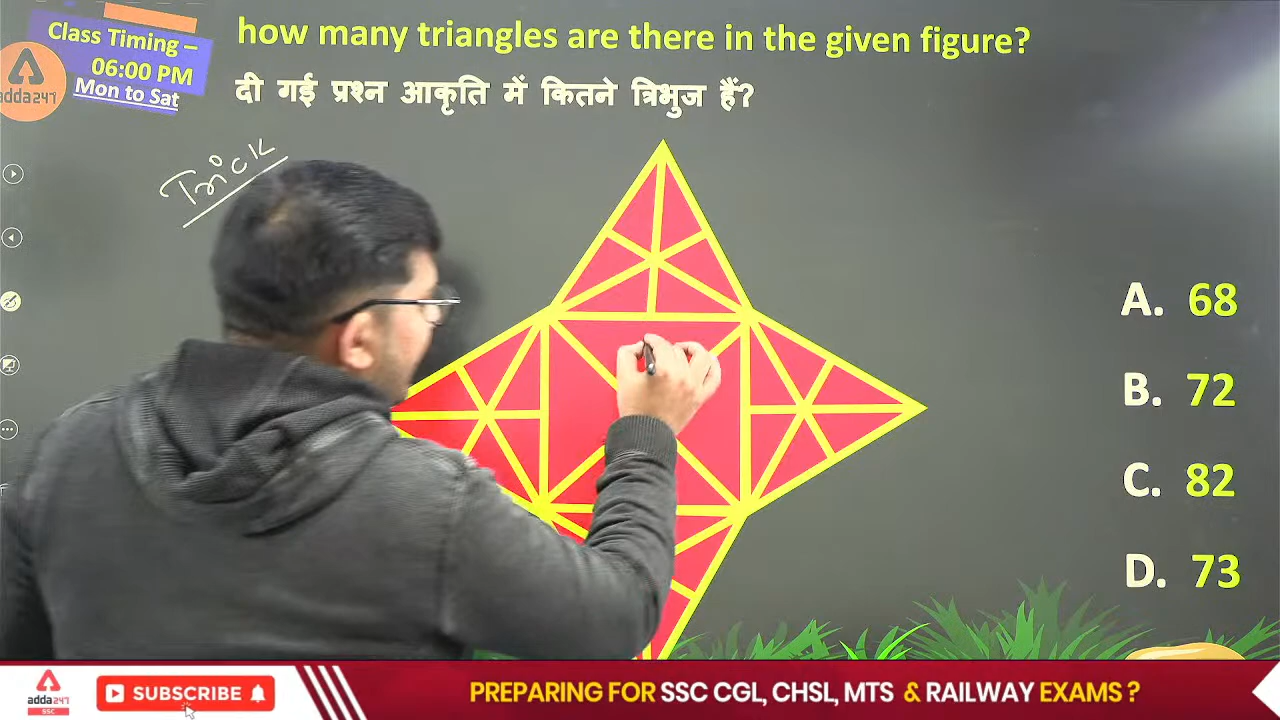 Class Timing –
06:00 PM
Mon to Sat
adda247
how many triangles are there in the given figure?
दी गई प्रश्न आकृति में कितने त्रिभुज हैं?
Trick
A. 68
B. 72
C. 82
D. 73
adda247
SSC
SUBSCRIBE
PREPARING FOR SSC CGL, CHSL, MTS & RAILWAY EXAMS ?